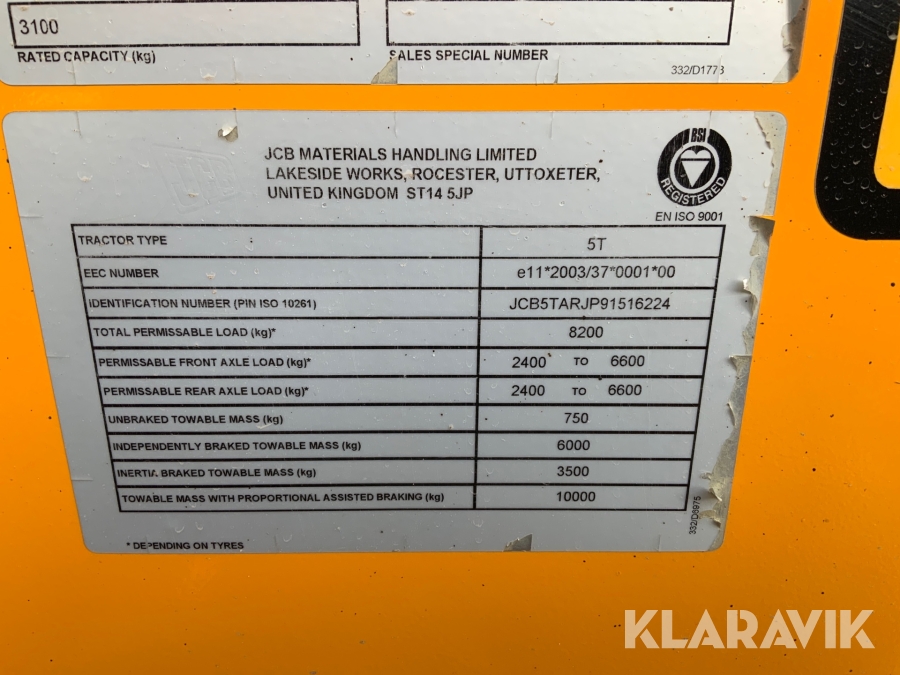 3100
RATED CAPACITY (kg)
SALES SPECIAL NUMBER
332/D1773
JCB MATERIALS HANDLING LIMITED
LAKESIDE WORKS, ROCESTER, UTTOXETER,
UNITED KINGDOM ST14 5JP
BSI
REGISTERED
EN ISO 9001
TRACTOR TYPE 5T
EEC NUMBER e11*2003/37*0001*00
IDENTIFICATION NUMBER (PIN ISO 10261) JCB5TARJP91516224
TOTAL PERMISSABLE LOAD (kg)* 8200
PERMISSABLE FRONT AXLE LOAD (kg)* 2400 TO 6600
PERMISSABLE REAR AXLE LOAD (kg)* 2400 TO 6600
UNBRAKED TOWABLE MASS (kg) 750
INDEPENDENTLY BRAKED TOWABLE MASS (kg) 6000
INERTIA BRAKED TOWABLE MASS (kg) 3500
TOWABLE MASS WITH PROPORTIONAL ASSISTED BRAKING (kg) 10000
332/D6975
* DEPENDING ON TYRES
KLARAVIK